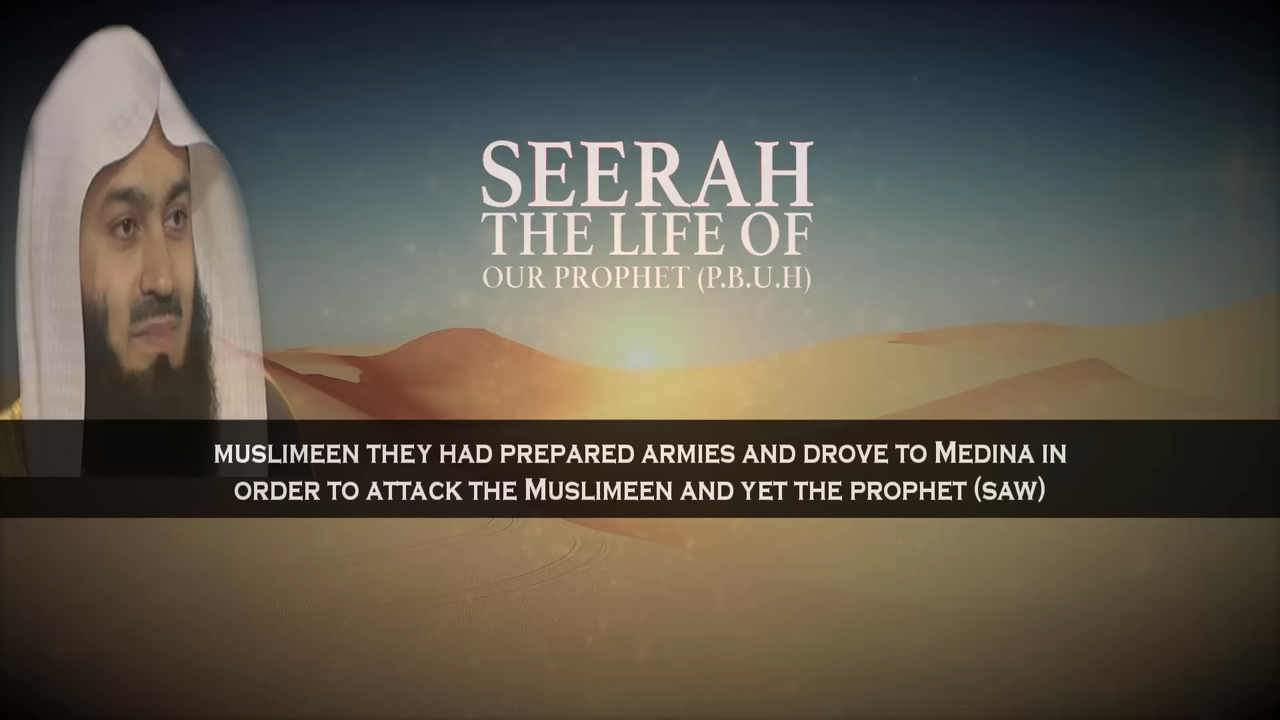 SEERAH
THE LIFE OF
OUR PROPHET (P.B.U.H)
MUSLIMEEN THEY HAD PREPARED ARMIES AND DROVE TO MEDINA IN
ORDER TO ATTACK THE MUSLIMEEN AND YET THE PROPHET (SAW)